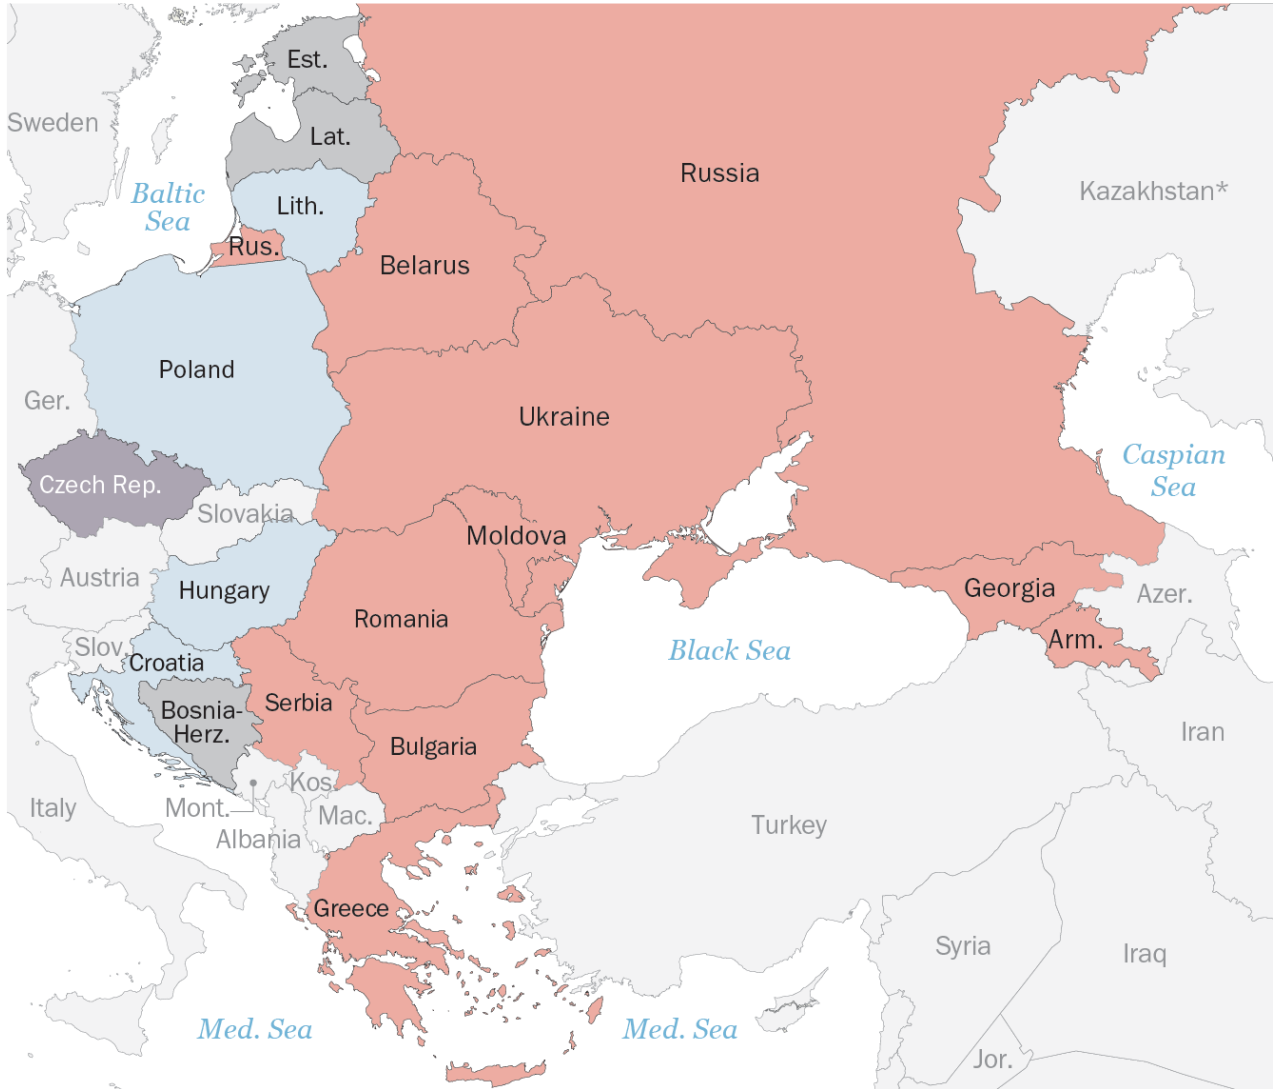 Est.
Sweden
Lat.
Russia
Kazakhstan*
Baltic
Sea
Lith.
Rus.
Belarus
Poland
Ger.
Ukraine
Caspian
Sea
Czech Rep.
Slovakia
Moldova
Austria
Hungary
Georgia
Azer.
Romania
Arm.
Slov.
Croatia
Black Sea
Serbia
Bosnia-
Herz.
Iran
Bulgaria
Kos.
Italy
Mont.
Mac.
Turkey
Albania
Greece
Syria
Iraq
Med. Sea
Med. Sea
Jor.